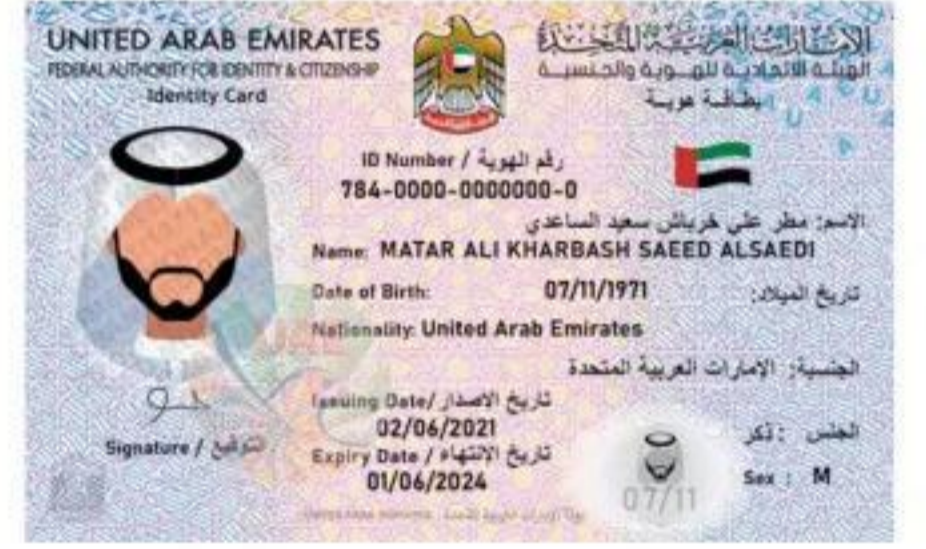 UNITED ARAB EMIRATES
الإمارات العربية المتحدة
FEDERAL AUTHORITY FOR IDENTITY & CITIZENSHIP
الهيئة الاتحادية للهوية والجنسية
Identity Card
بطاقة هوية
ID Number / رقم الهوية
784-0000-0000000-0
الاسم: مطر علي خرباش سعيد الساعدي
Name: MATAR ALI KHARBASH SAEED ALSAEDI
Date of Birth: 07/11/1971 تاريخ الميلاد:
Nationality: United Arab Emirates
الجنسية: الإمارات العربية المتحدة
Issuing Date/ تاريخ الاصدار
02/06/2021
Expiry Date / تاريخ الانتهاء
01/06/2024
الجنس : ذكر
Sex : M
07/11
Signature / التوقيع